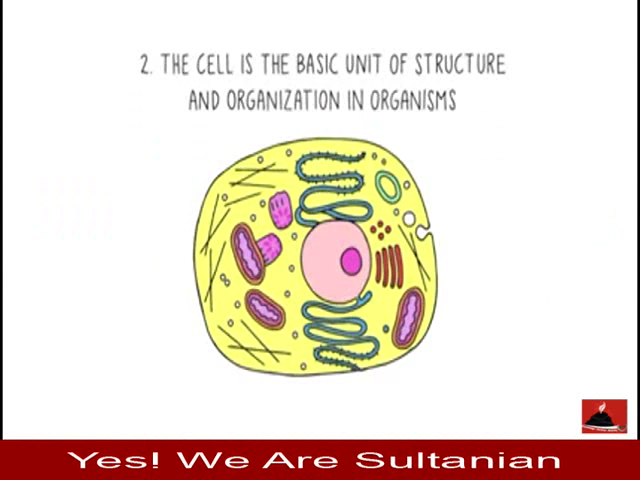 2. THE CELL IS THE BASIC UNIT OF STRUCTURE
AND ORGANIZATION IN ORGANISMS
Yes! We Are Sultanian